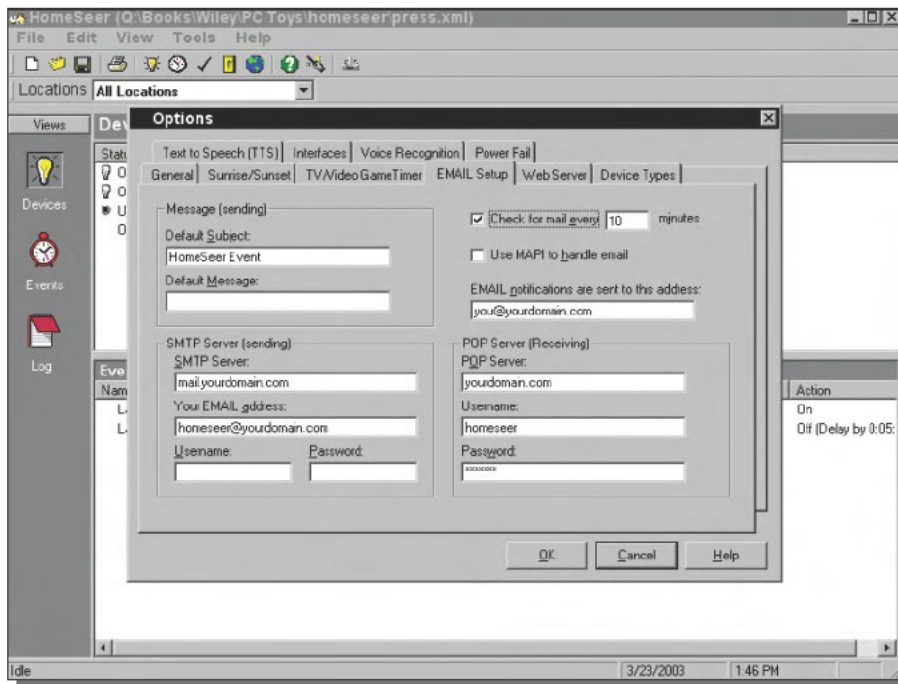 HomeSeer (Q:\Books\Wiley\PC Toys\homeseer\press.xml)
File Edit View Tools Help
Locations All Locations
Views
Devices
Events
Log
Options
Text to Speech (TTS) Interfaces Voice Recognition Power Fail
General Sunrise/Sunset TV/Video GameTimer EMAIL Setup Web Server Device Types
Message (sending)
Default Subject:
HomeSeer Event
Default Message:
Check for mail every 10 minutes
Use MAPI to handle email
EMAIL notifications are sent to this address:
you@yourdomain.com
SMTP Server (sending)
SMTP Server:
mail.yourdomain.com
Your EMAIL address:
homeseer@yourdomain.com
Username: Password:
POP Server (Receiving)
POP Server:
yourdomain.com
Username:
homeseer
Password:
*******
OK Cancel Help
Action
On
Off (Delay by 0:05:
Idle 3/23/2003 1:46 PM